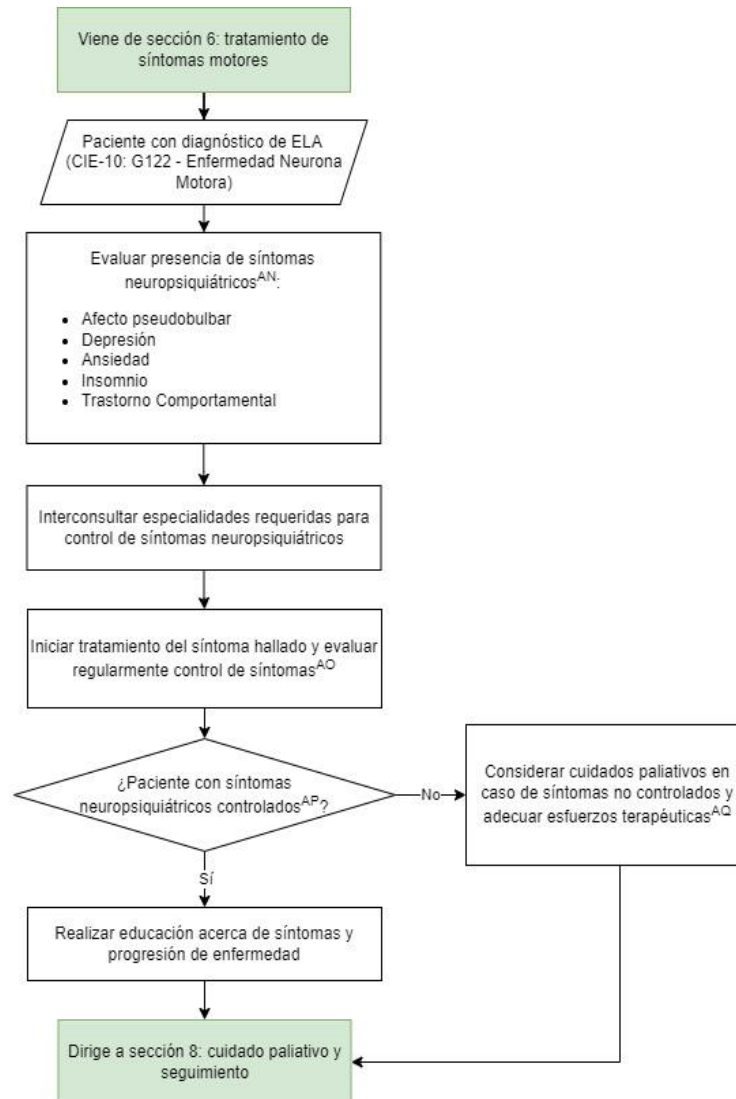 Viene de sección 6: tratamiento de
síntomas motores
Paciente con diagnóstico de ELA
(CIE-10: G122 - Enfermedad Neurona
Motora)
Evaluar presencia de síntomas
neuropsiquiátricosAN:
• Afecto pseudobulbar
• Depresión
• Ansiedad
• Insomnio
• Trastorno Comportamental
Interconsultar especialidades requeridas para
control de síntomas neuropsiquiátricos
Iniciar tratamiento del síntoma hallado y evaluar
regularmente control de síntomasAO
¿Paciente con síntomas
neuropsiquiátricos controladosAP?
No
Considerar cuidados paliativos en
caso de síntomas no controlados y
adecuar esfuerzos terapéuticasAQ
Sí
Realizar educación acerca de síntomas y
progresión de enfermedad
Dirige a sección 8: cuidado paliativo y
seguimiento